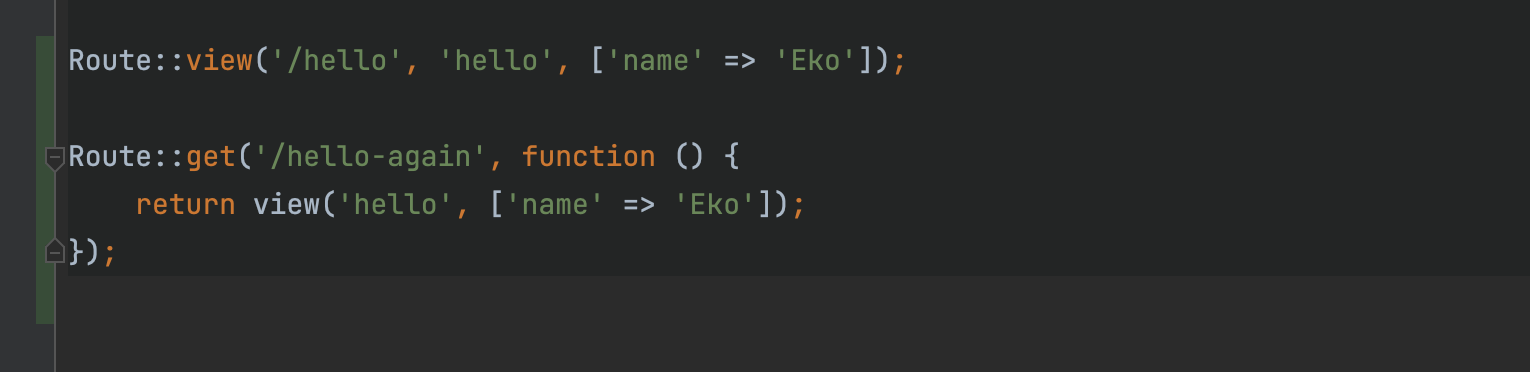 Route::view('/hello', 'hello', ['name' => 'Eko']);
Route::get('/hello-again', function () {
    return view('hello', ['name' => 'Eko']);
});